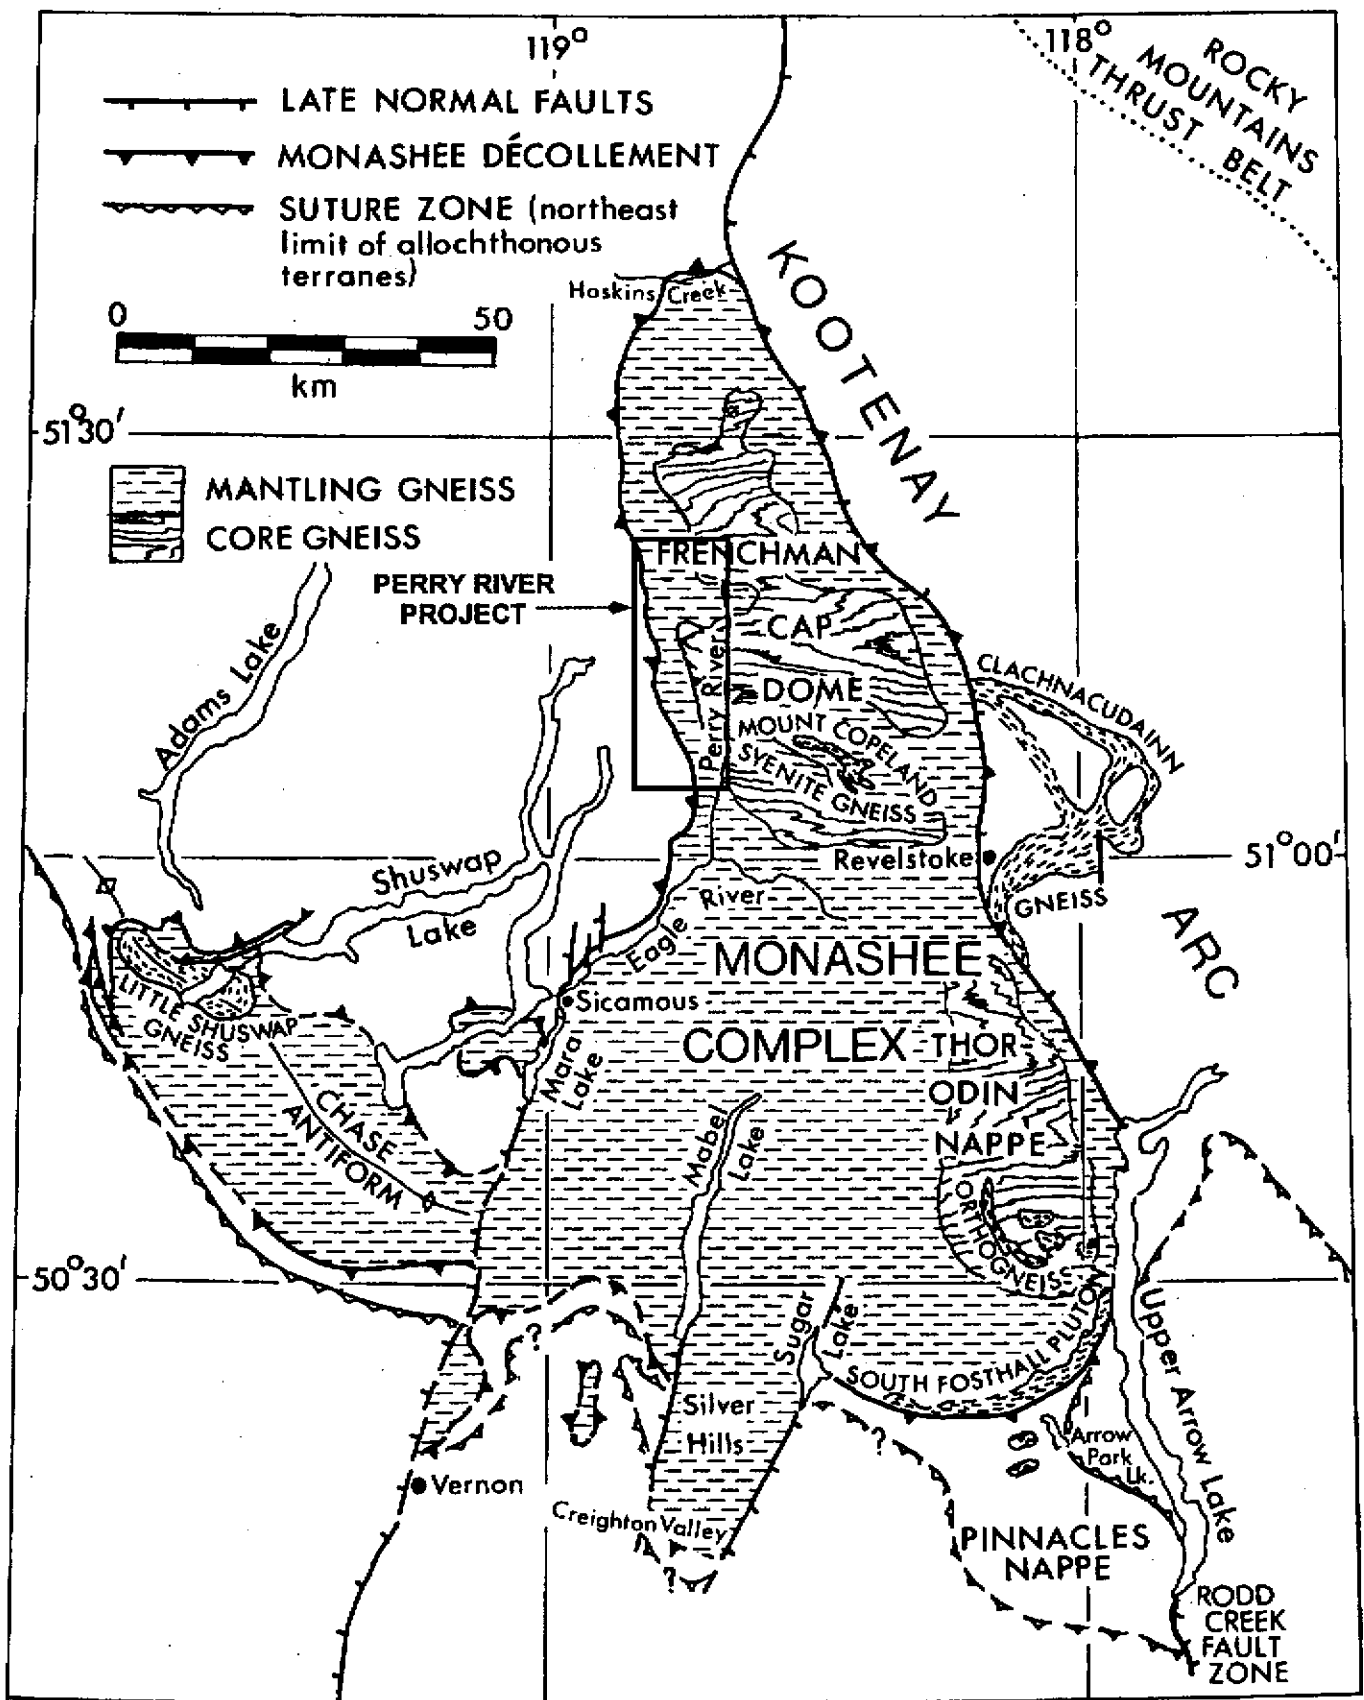 119°
118°
ROCKY
MOUNTAINS
THRUST BELT
LATE NORMAL FAULTS
MONASHEE DÉCOLLEMENT
SUTURE ZONE (northeast
limit of allochthonous
terranes)
0 50
km
Hoskins Creek
KOOTENAY
51°30'
MANTLING GNEISS
CORE GNEISS
FRENCHMAN
PERRY RIVER
PROJECT
CAP
DOME
Perry River
Adams Lake
CLACHNACUDAINN
MOUNT COPELAND
SYENITE GNEISS
Revelstoke
51°00'
Shuswap
Lake
Eagle River
GNEISS
ARC
MONASHEE
COMPLEX
LITTLE SHUSWAP
GNEISS
Sicamous
Mara
Lake
THOR
ODIN
NAPPE
CHASE
ANTIFORM
Mabel
Lake
ORTHOGNEISS
50°30'
Sugar
Lake
Upper Arrow Lake
?
SOUTH FOSTHALL PLUTON
Silver
Hills
?
Arrow
Park
Lk.
Vernon
Creighton Valley
?
PINNACLES
NAPPE
RODD
CREEK
FAULT
ZONE